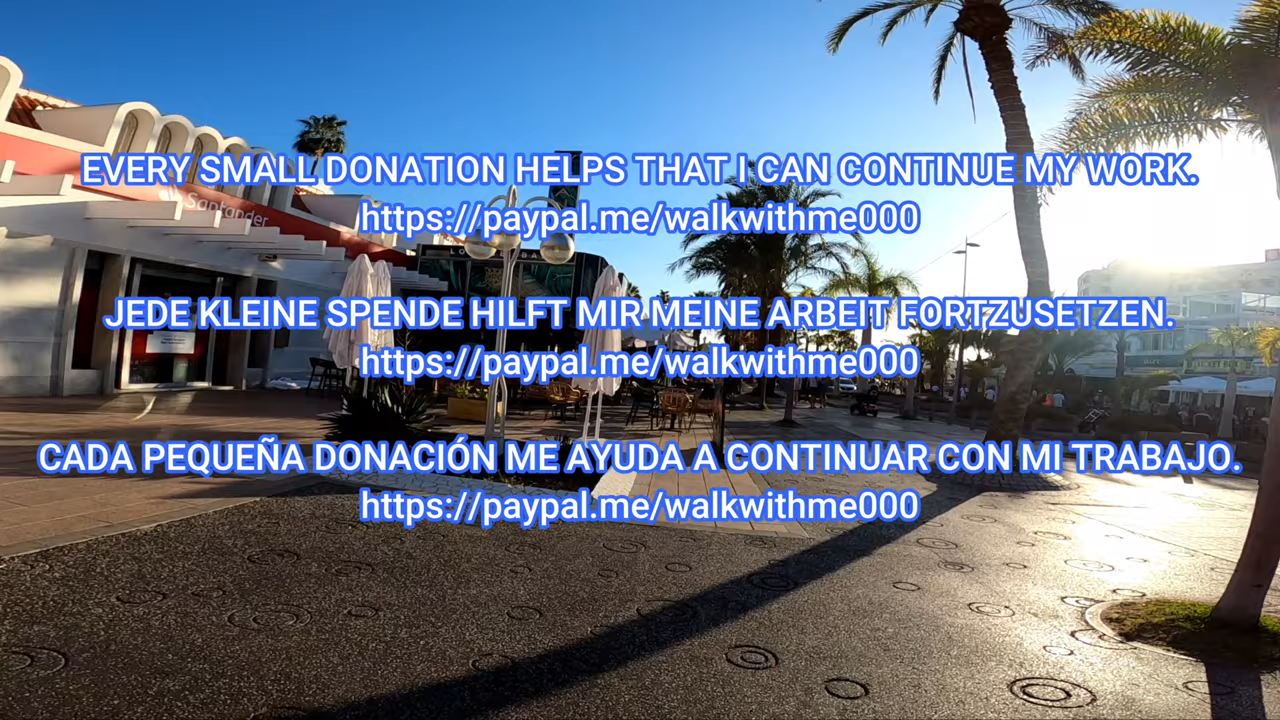 EVERY SMALL DONATION HELPS THAT I CAN CONTINUE MY WORK.
https://paypal.me/walkwithme000
Santander
JEDE KLEINE SPENDE HILFT MIR MEINE ARBEIT FORTZUSETZEN.
https://paypal.me/walkwithme000
CADA PEQUEÑA DONACIÓN ME AYUDA A CONTINUAR CON MI TRABAJO.
https://paypal.me/walkwithme000